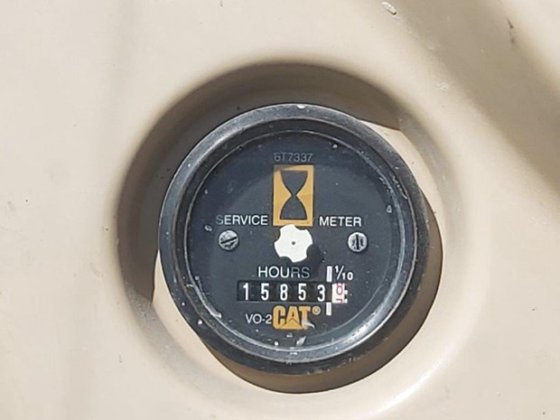 6T7337
SERVICE METER
HOURS 1/10
15853
VO-2 CAT®